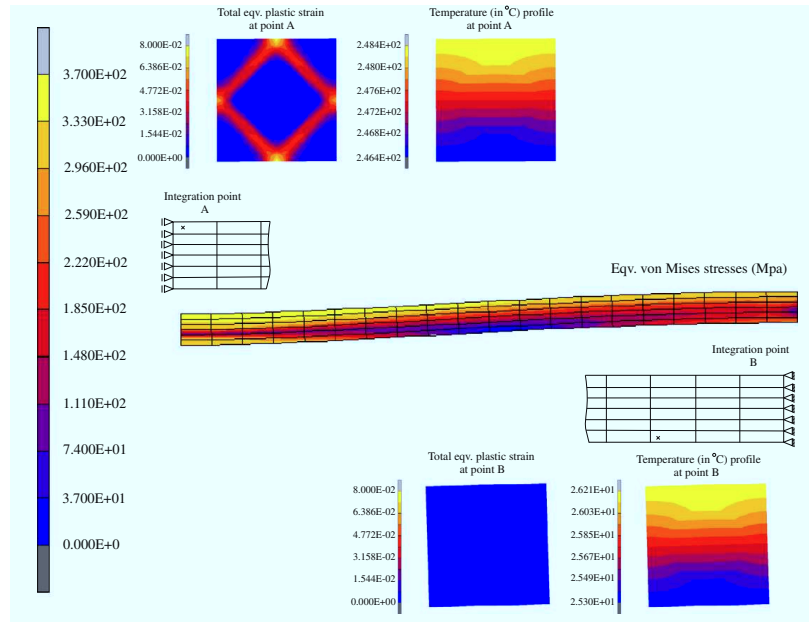 Total eqv. plastic strain
at point A
8.000E-02
6.386E-02
4.772E-02
3.158E-02
1.544E-02
0.000E+00
Temperature (in °C) profile
at point A
2.484E+02
2.480E+02
2.476E+02
2.472E+02
2.468E+02
2.464E+02
3.700E+02
3.330E+02
2.960E+02
2.590E+02
2.220E+02
1.850E+02
1.480E+02
1.110E+02
7.400E+01
3.700E+01
0.000E+0
Integration point
A
×
Eqv. von Mises stresses (Mpa)
Integration point
B
×
Total eqv. plastic strain
at point B
8.000E-02
6.386E-02
4.772E-02
3.158E-02
1.544E-02
0.000E+00
Temperature (in °C) profile
at point B
2.621E+01
2.603E+01
2.585E+01
2.567E+01
2.549E+01
2.530E+01